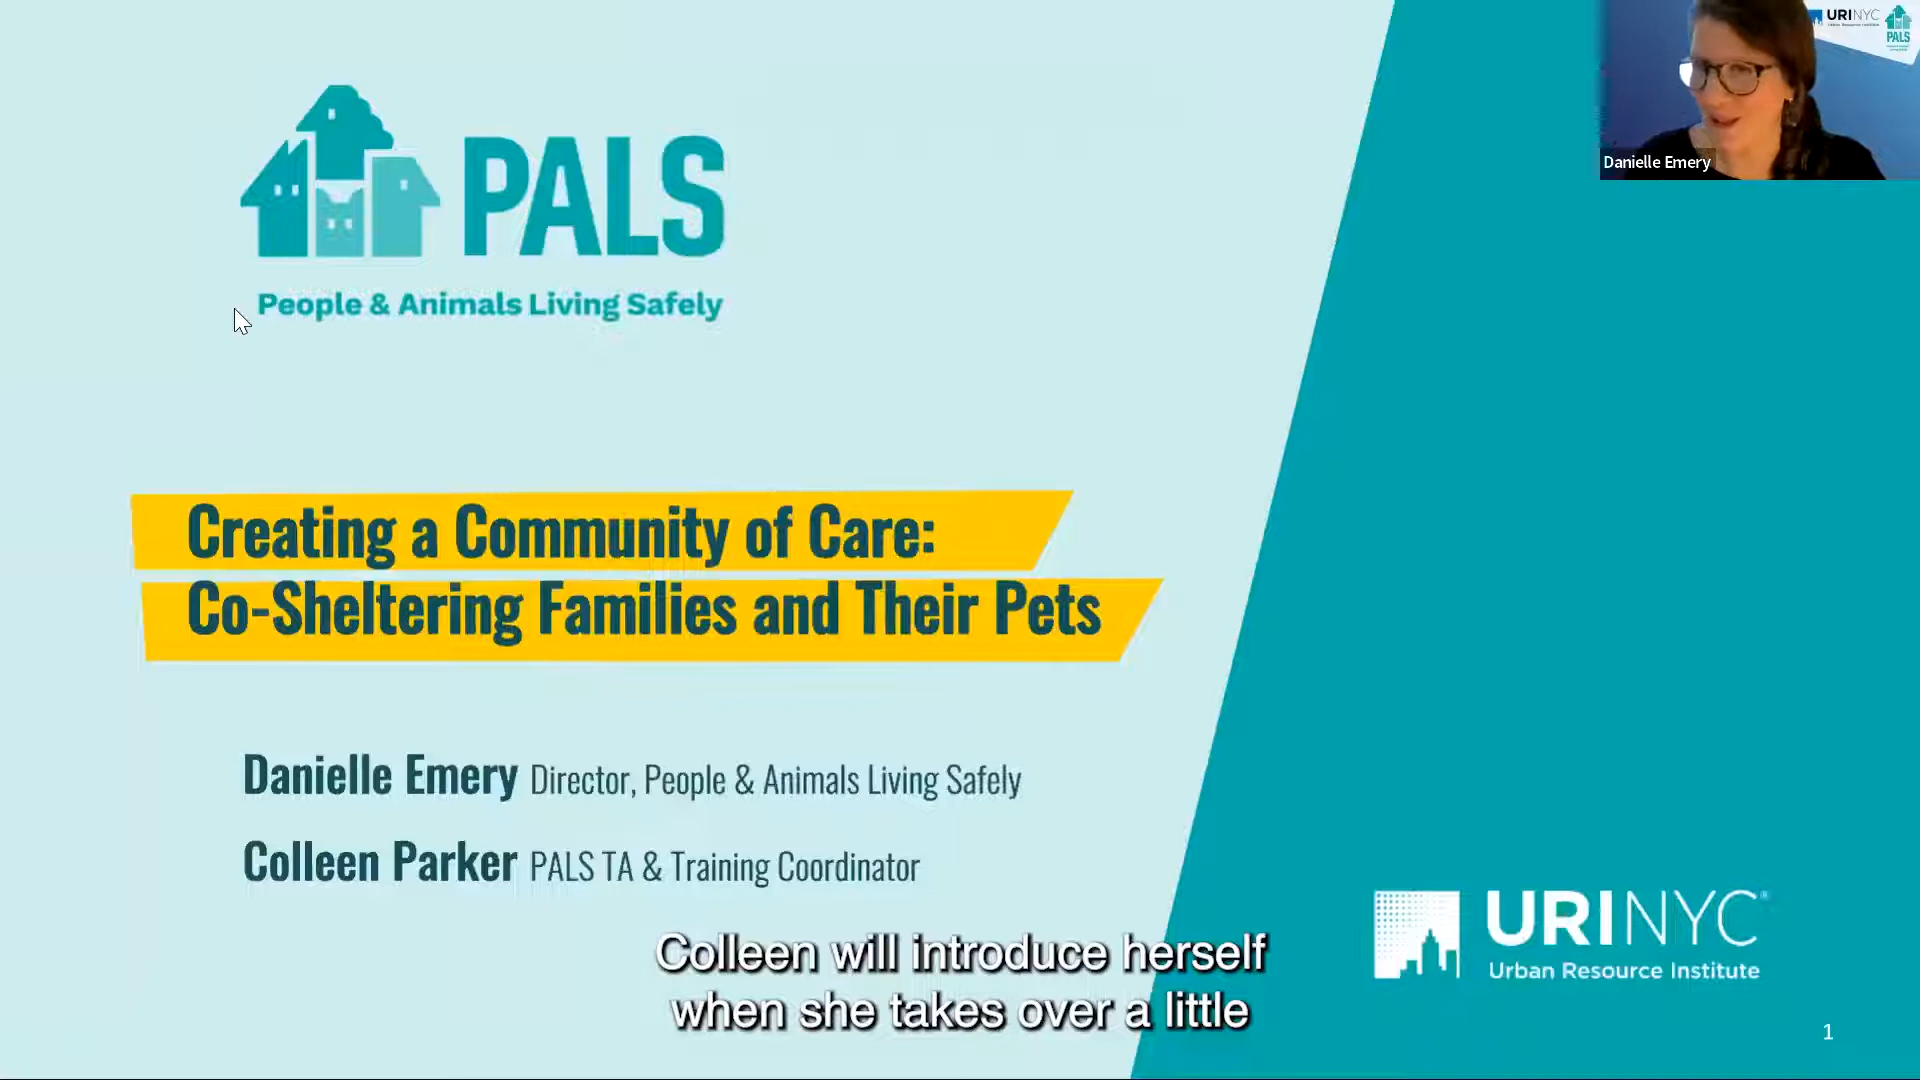 PALS
People & Animals Living Safely
URINYC
PALS
Danielle Emery
Creating a Community of Care:
Co-Sheltering Families and Their Pets
Danielle Emery Director, People & Animals Living Safely
Colleen Parker PALS TA & Training Coordinator
Colleen will introduce herself
when she takes over a little
URINYC®
Urban Resource Institute
1